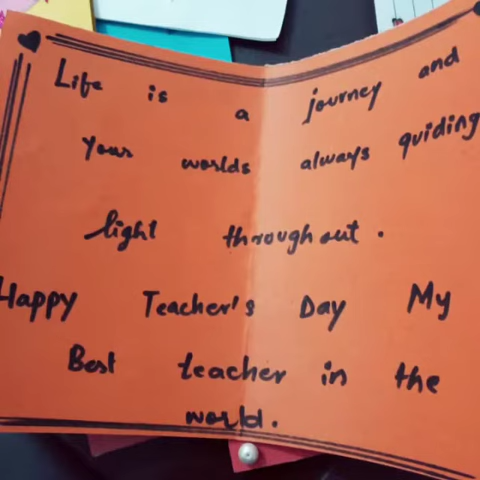 Life is a journey and
your worlds always guiding
light throughout.
Happy Teacher's Day My
Best teacher in the
world.